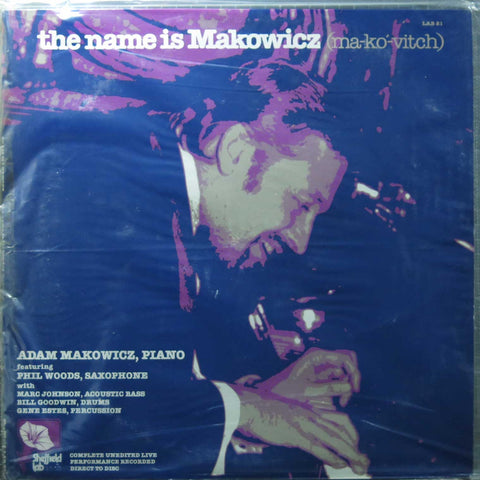 LAB 21
the name is Makowicz (ma-ko´-vitch)
ADAM MAKOWICZ, PIANO
featuring
PHIL WOODS, SAXOPHONE
with
MARC JOHNSON, ACOUSTIC BASS
BILL GOODWIN, DRUMS
GENE ESTES, PERCUSSION
Sheffield
Lab
COMPLETE UNEDITED LIVE
PERFORMANCE RECORDED
DIRECT TO DISC